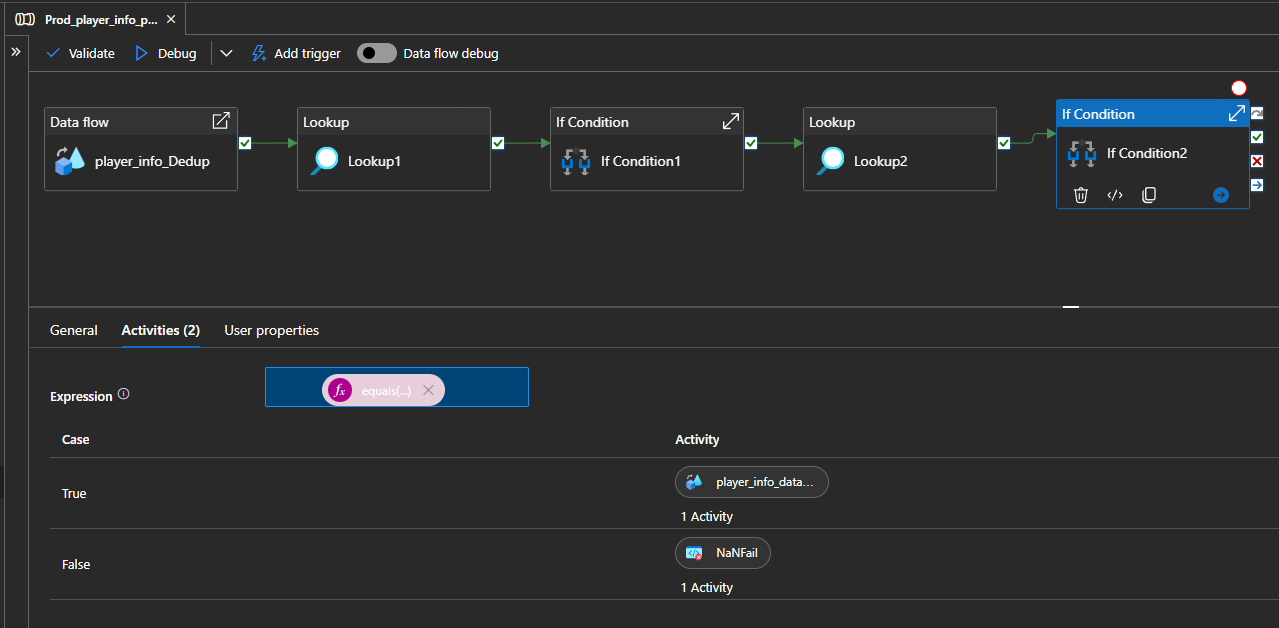 Prod_player_info_p...
Validate Debug Add trigger Data flow debug
Data flow
player_info_Dedup
Lookup
Lookup1
If Condition
If Condition1
Lookup
Lookup2
If Condition
If Condition2
General Activities (2) User properties
Expression
fx equals(...)
Case Activity
True
player_info_data...
1 Activity
False
NaNFail
1 Activity